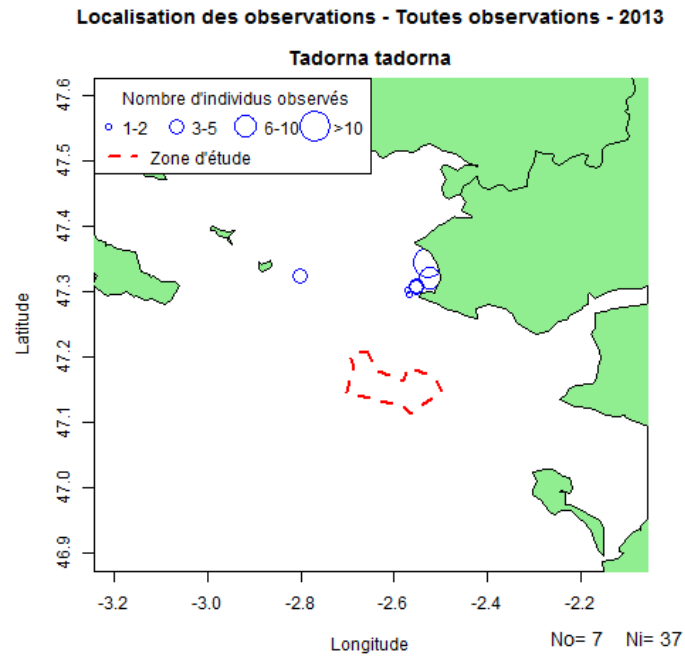 Localisation des observations - Toutes observations - 2013
Tadorna tadorna
Nombre d'individus observés
1-2 3-5 6-10 >10
Zone d'étude
47.6
47.5
47.4
47.3
47.2
47.1
47.0
46.9
Latitude
-3.2 -3.0 -2.8 -2.6 -2.4 -2.2
Longitude
No= 7 Ni= 37